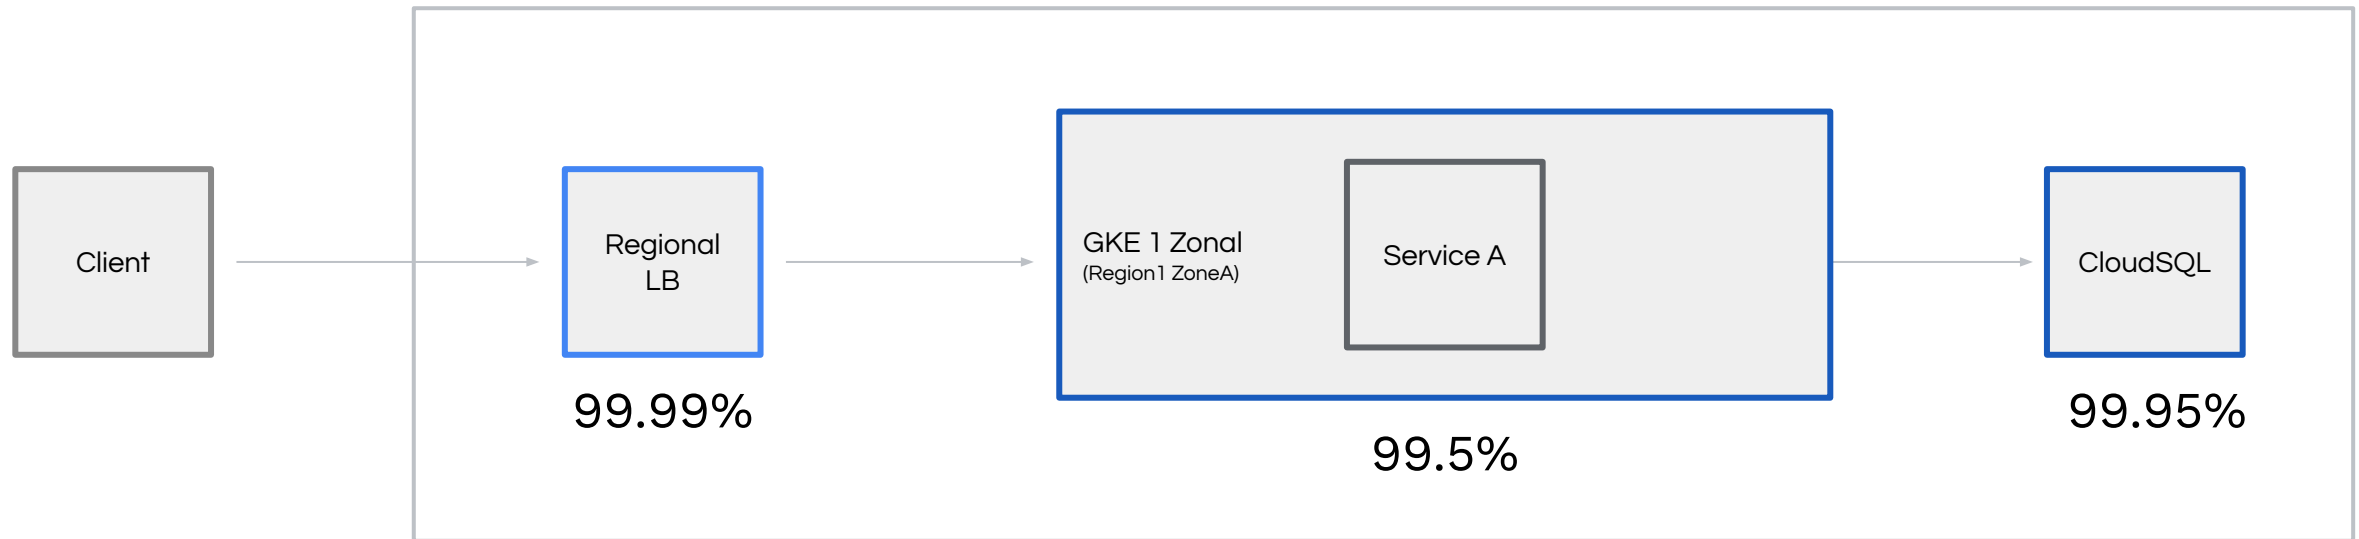 Client
Regional
LB
99.99%
GKE 1 Zonal
(Region1 ZoneA)
Service A
99.5%
CloudSQL
99.95%